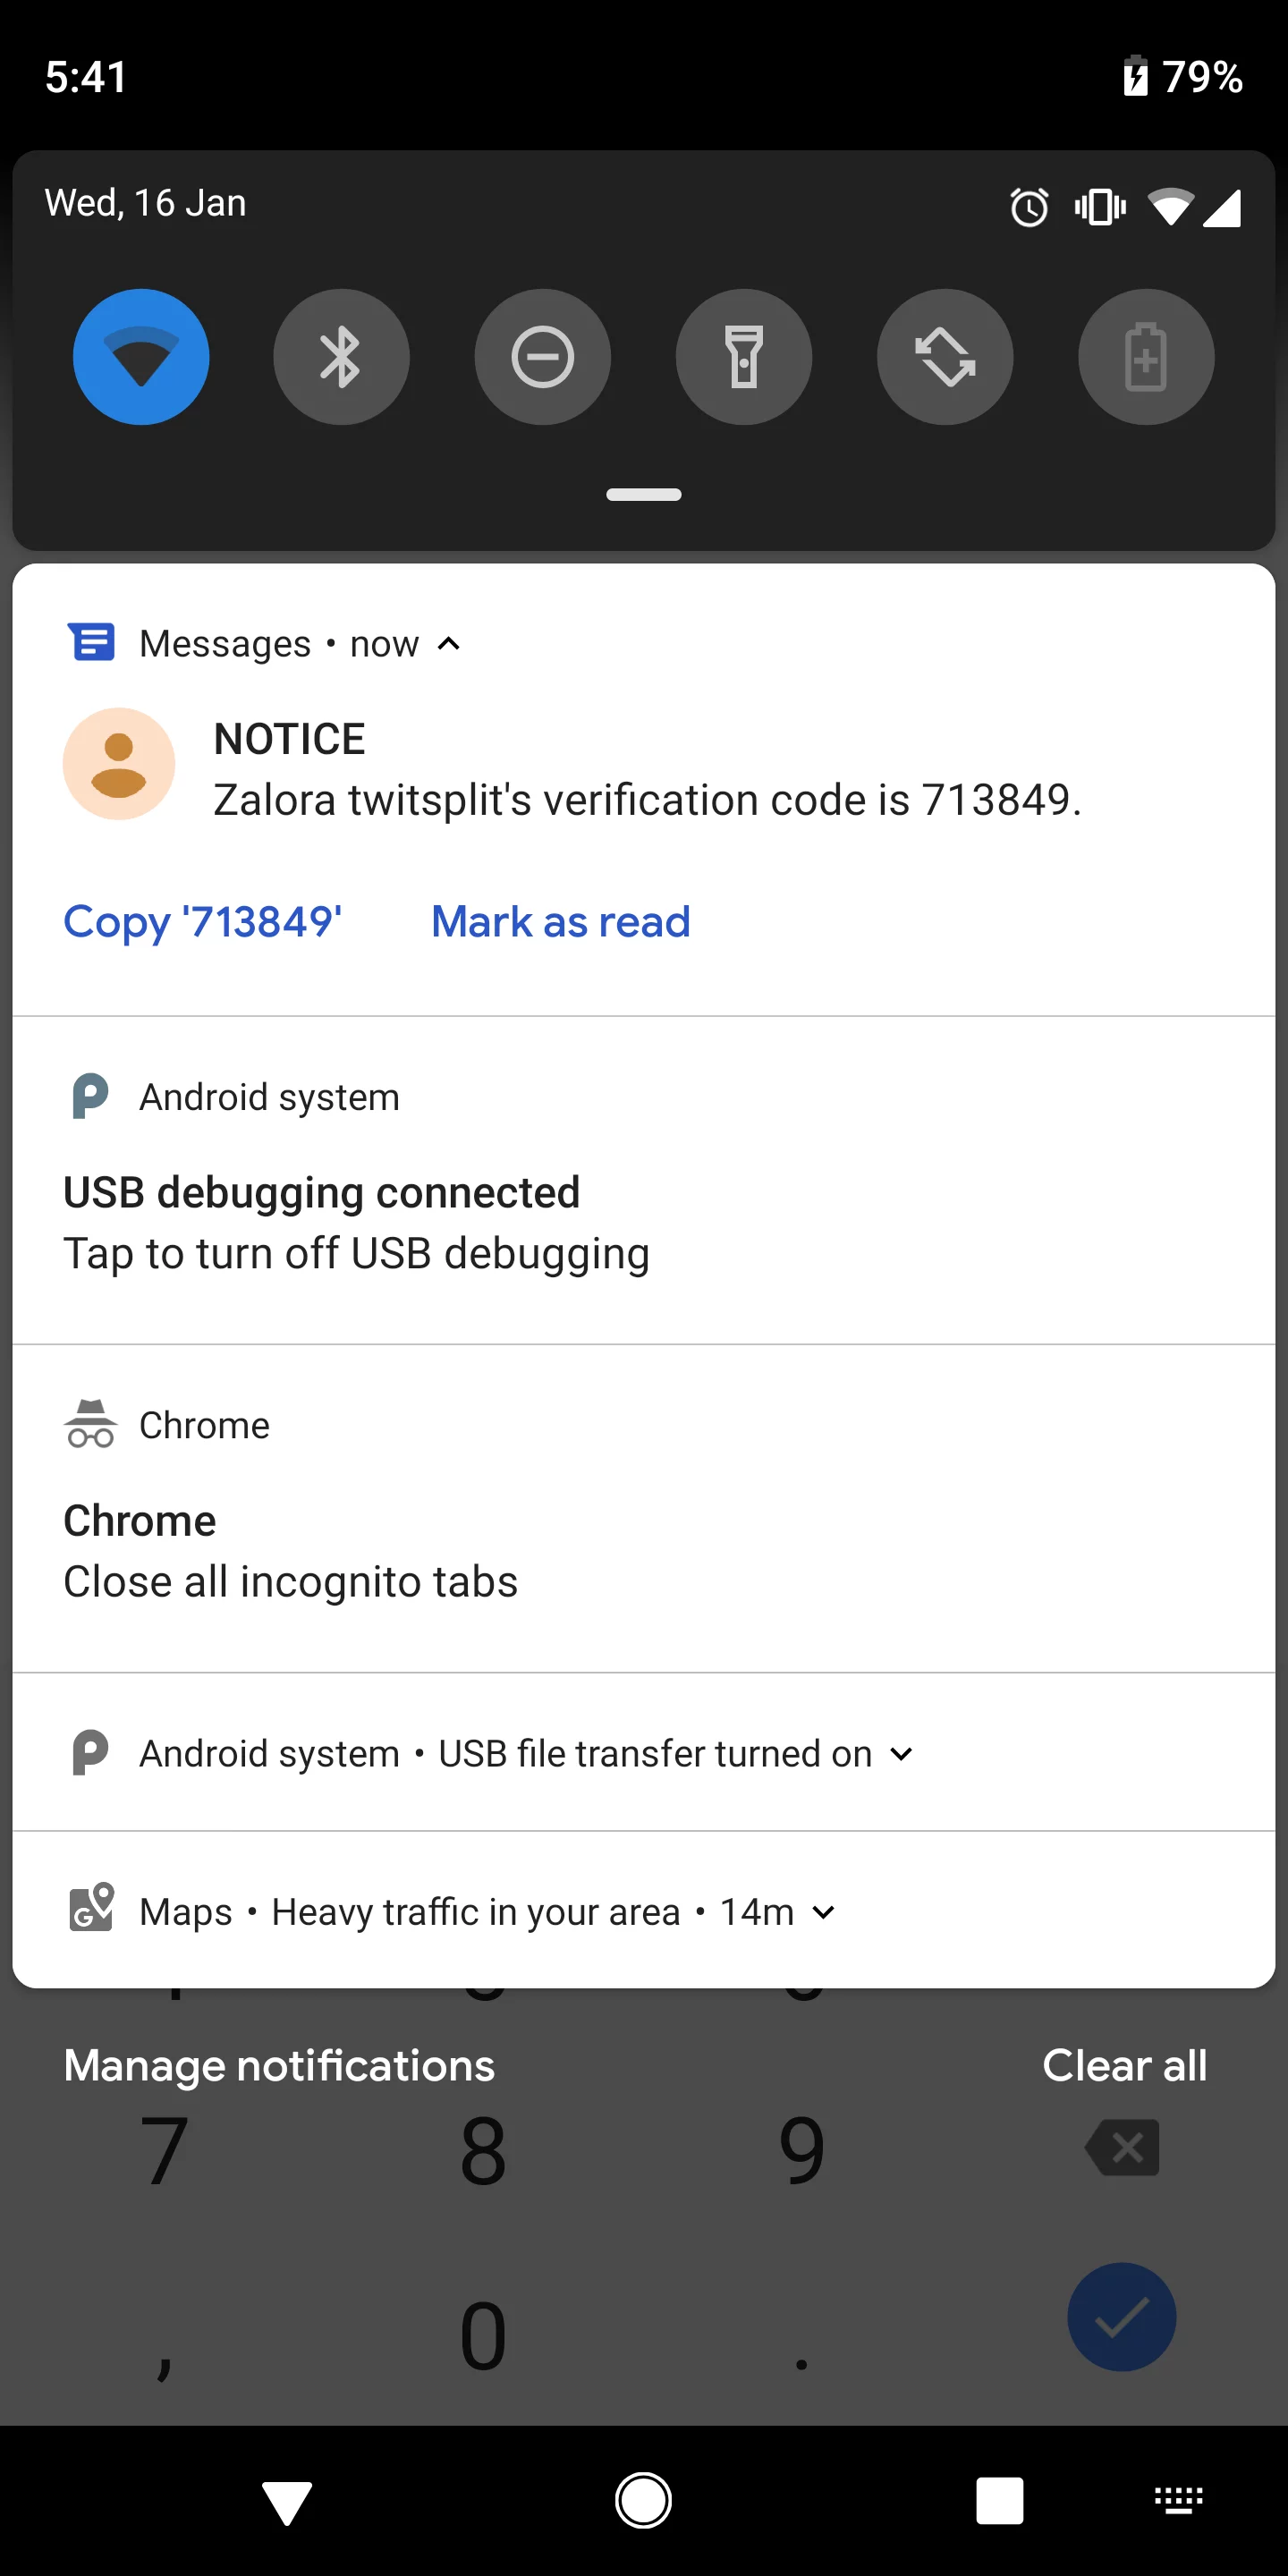 5:41
79%
Wed, 16 Jan
Messages • now
NOTICE
Zalora twitsplit's verification code is 713849.
Copy '713849'
Mark as read
Android system
USB debugging connected
Tap to turn off USB debugging
Chrome
Chrome
Close all incognito tabs
Android system • USB file transfer turned on
Maps • Heavy traffic in your area • 14m
Manage notifications
Clear all
7 8 9
, 0 .